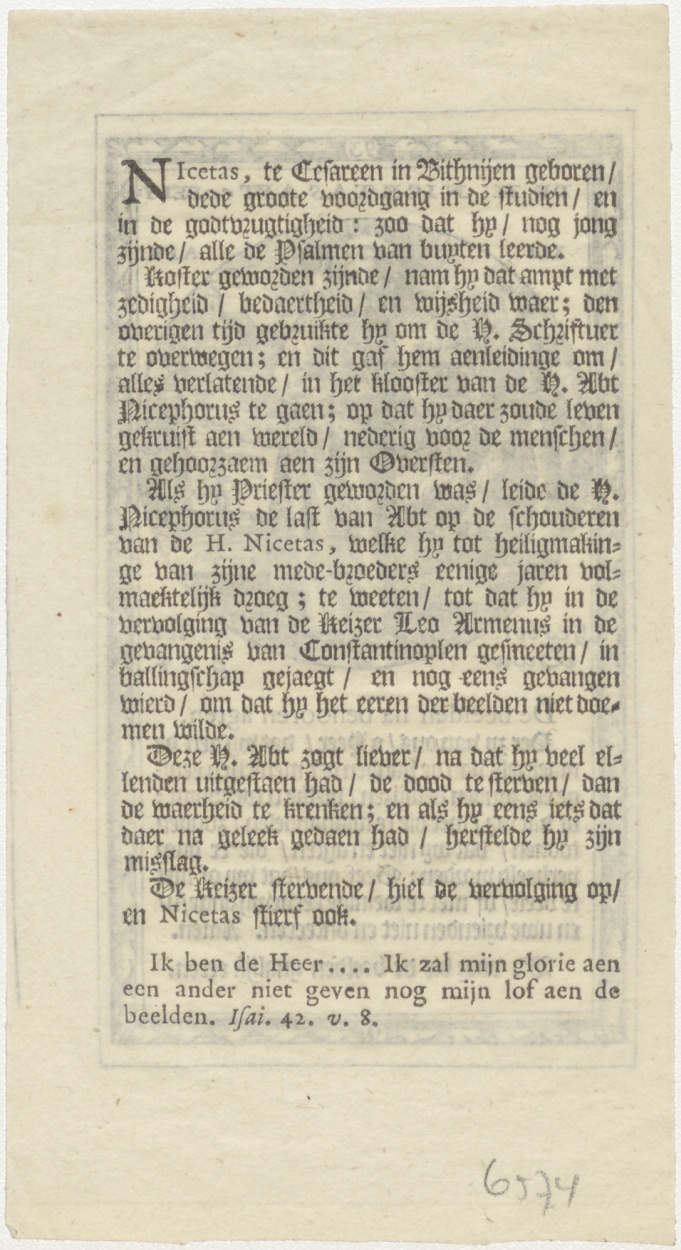 NIcetas, te Cesareen in Bithnijen geboren/
dede groote voordgang in de studien/ en
in de godtvrugtigheid: zoo dat hy/ nog jong
zijnde/ alle de Psalmen van buyten leerde.
Koster geworden zijnde/ nam hy dat ampt met
zedigheid/ bedaertheid/ en wijsheid waer; den
overigen tijd gebruikte hy om de H. Schriftuer
te overwegen; en dit gaf hem aenleidinge om/
alles verlatende/ in het klooster van de H. Abt
Nicephorus te gaen; op dat hy daer zoude leven
gekruist aen wereld/ nederig voor de menschen/
en gehoorzaem aen zijn Oversten.
Als hy Priester geworden was/ leide de H.
Nicephorus de last van Abt op de schouderen
van de H. Nicetas, welke hy tot heiligmakin=
ge van zijne mede-broeders eenige jaren vol=
maektelijk droeg; te weeten/ tot dat hy in de
vervolging van de Keizer Leo Armenus in de
gevangenis van Constantinoplen gesmeeten/ in
ballingschap gejaegt/ en nog eens gevangen
wierd/ om dat hy het eeren der beelden niet doe=
men wilde.
Deze H. Abt zogt liever/ na dat hy veel el=
lenden uitgestaen had/ de dood te sterven/ dan
de waerheid te krenken; en als hy eens iets dat
daer na geleek gedaen had/ herstelde hy zijn
misslag.
De Keizer stervende/ hiel de vervolging op/
en Nicetas stierf ook.
Ik ben de Heer.... Ik zal mijn glorie aen
een ander niet geven nog mijn lof aen de
beelden. Isai. 42. v. 8.
6574